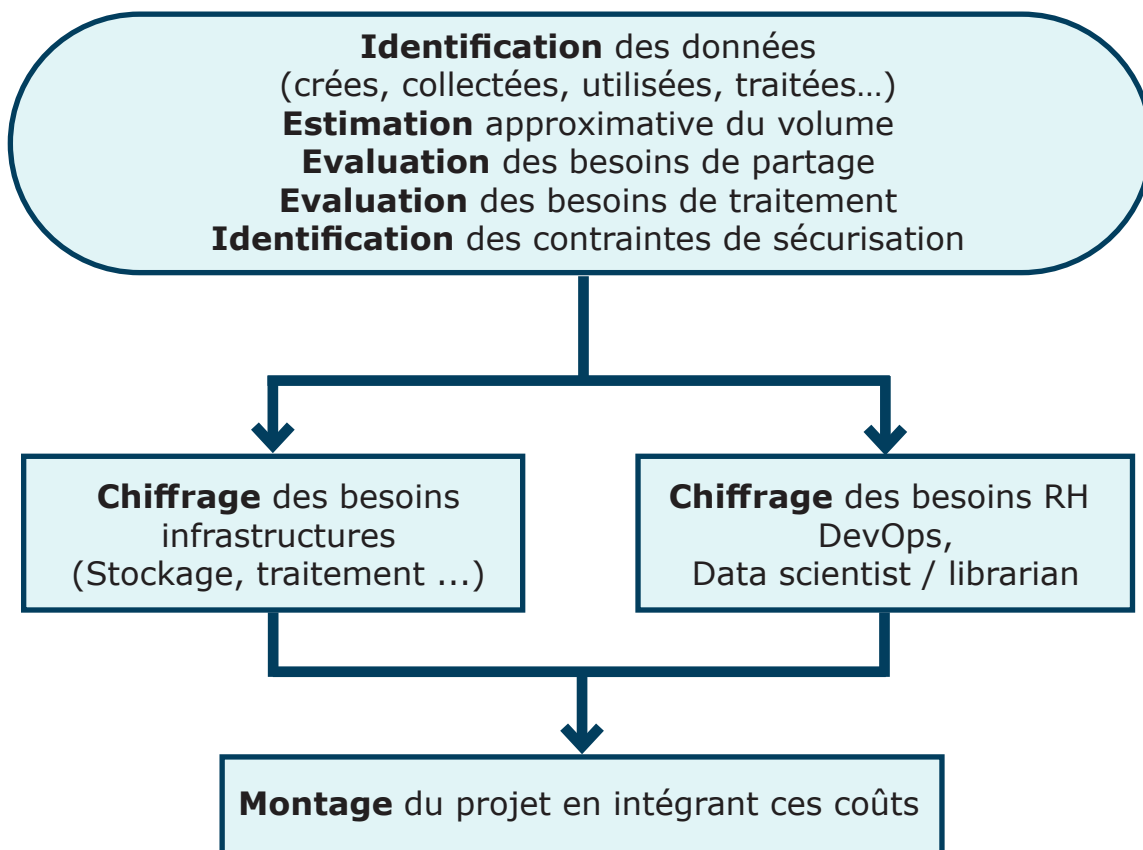 Identification des données
(crées, collectées, utilisées, traitées…)
Estimation approximative du volume
Evaluation des besoins de partage
Evaluation des besoins de traitement
Identification des contraintes de sécurisation
Chiffrage des besoins
infrastructures
(Stockage, traitement ...)
Chiffrage des besoins RH
DevOps,
Data scientist / librarian
Montage du projet en intégrant ces coûts